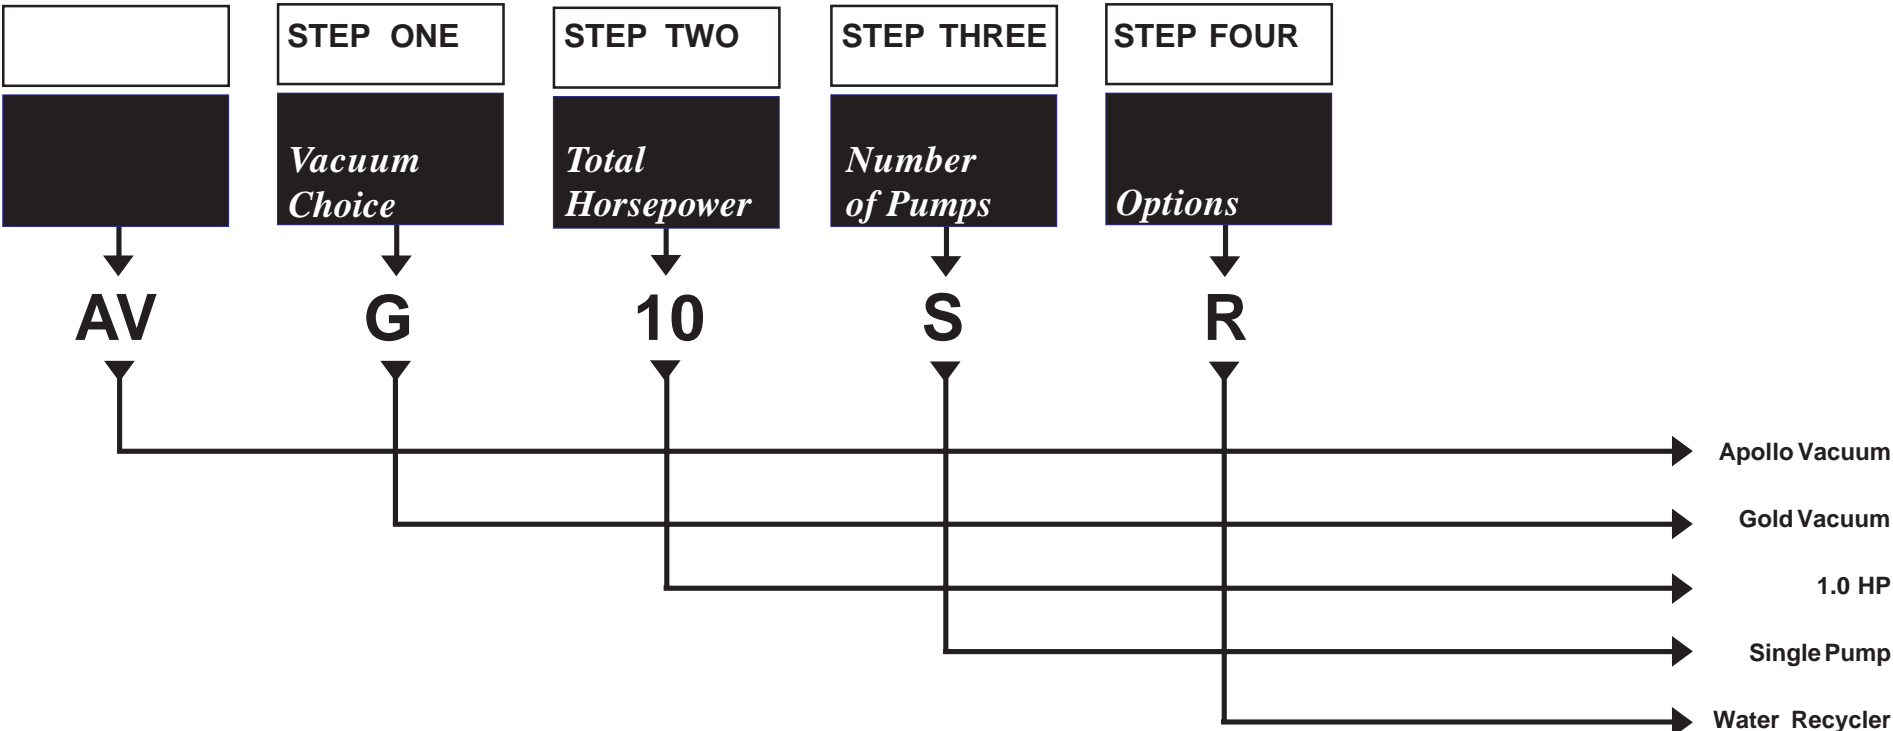 STEP ONE
STEP TWO
STEP THREE
STEP FOUR
Vacuum
Choice
Total
Horsepower
Number
of Pumps
Options
AV
G
10
S
R
Apollo Vacuum
Gold Vacuum
1.0 HP
Single Pump
Water Recycler